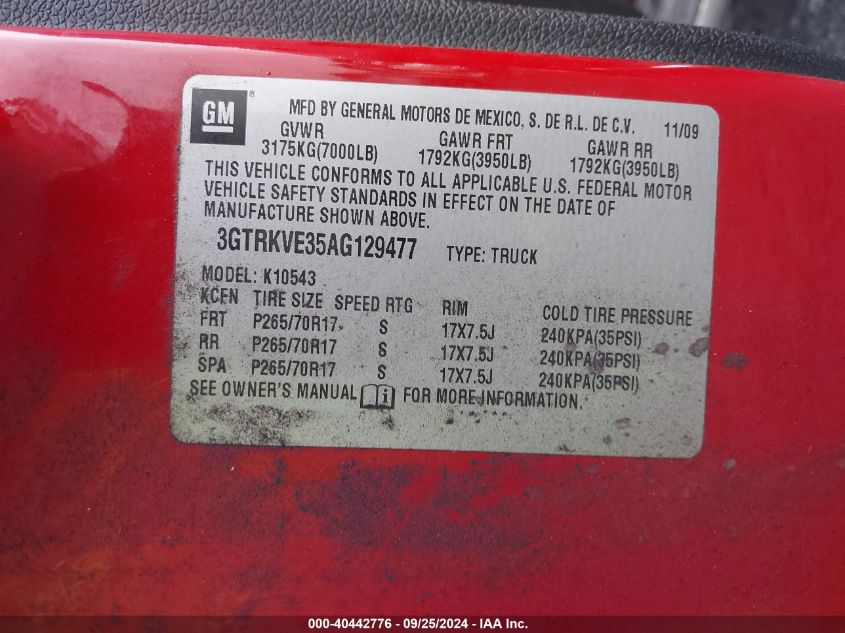 GM ® MFD BY GENERAL MOTORS DE MEXICO, S. DE R.L. DE C.V. 11/09
GVWR GAWR FRT GAWR RR
3175KG(7000LB) 1792KG(3950LB) 1792KG(3950LB)
THIS VEHICLE CONFORMS TO ALL APPLICABLE U.S. FEDERAL MOTOR
VEHICLE SAFETY STANDARDS IN EFFECT ON THE DATE OF
MANUFACTURE SHOWN ABOVE.
3GTRKVE35AG129477 TYPE: TRUCK
MODEL: K10543
KCFN TIRE SIZE SPEED RTG RIM COLD TIRE PRESSURE
FRT P265/70R17 S 17X7.5J 240KPA(35PSI)
RR P265/70R17 S 17X7.5J 240KPA(35PSI)
SPA P265/70R17 S 17X7.5J 240KPA(35PSI)
SEE OWNER'S MANUAL i FOR MORE INFORMATION.
000-40442776 - 09/25/2024 - IAA Inc.